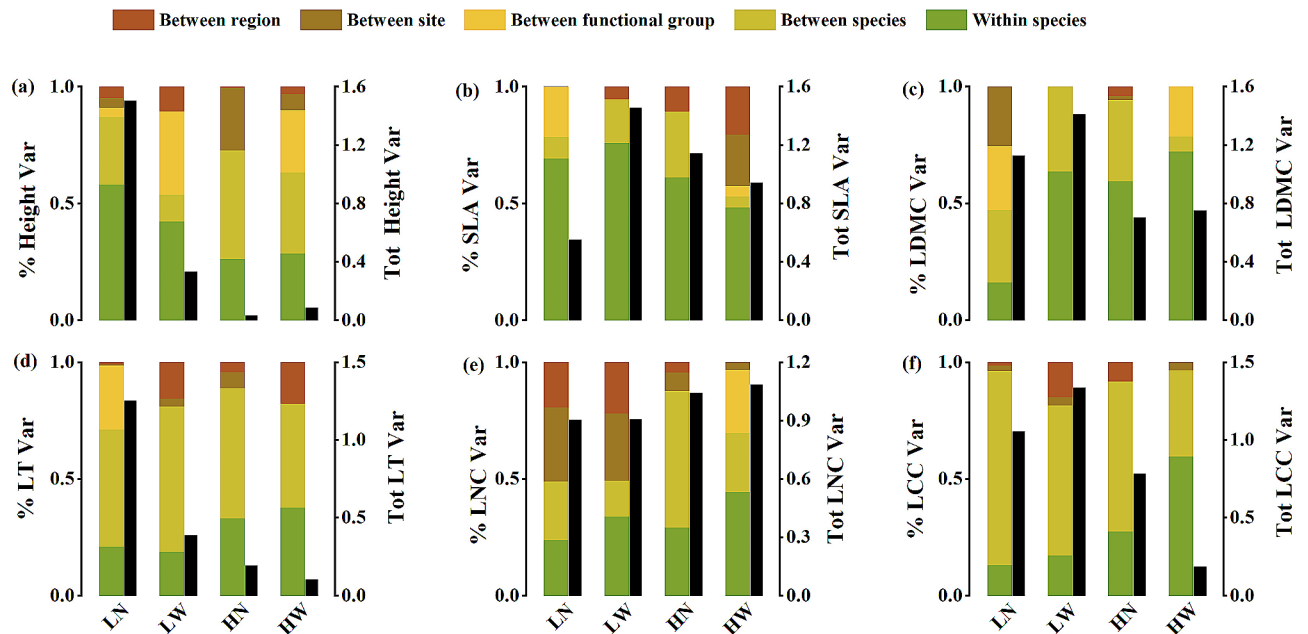 Between region Between site Between functional group Between species Within species
(a) % Height Var 1.0 0.5 0.0 Tot Height Var 1.6 1.2 0.8 0.4 0.0
(b) % SLA Var 1.0 0.5 0.0 Tot SLA Var 1.6 1.2 0.8 0.4 0.0
(c) % LDMC Var 1.0 0.5 0.0 Tot LDMC Var 1.6 1.2 0.8 0.4 0.0
(d) % LT Var 1.0 0.5 0.0 Tot LT Var 1.5 1.0 0.5 0.0
LN LW HN HW
(e) % LNC Var 1.0 0.5 0.0 Tot LNC Var 1.2 0.9 0.6 0.3 0.0
LN LW HN HW
(f) % LCC Var 1.0 0.5 0.0 Tot LCC Var 1.5 1.0 0.5 0.0
LN LW HN HW